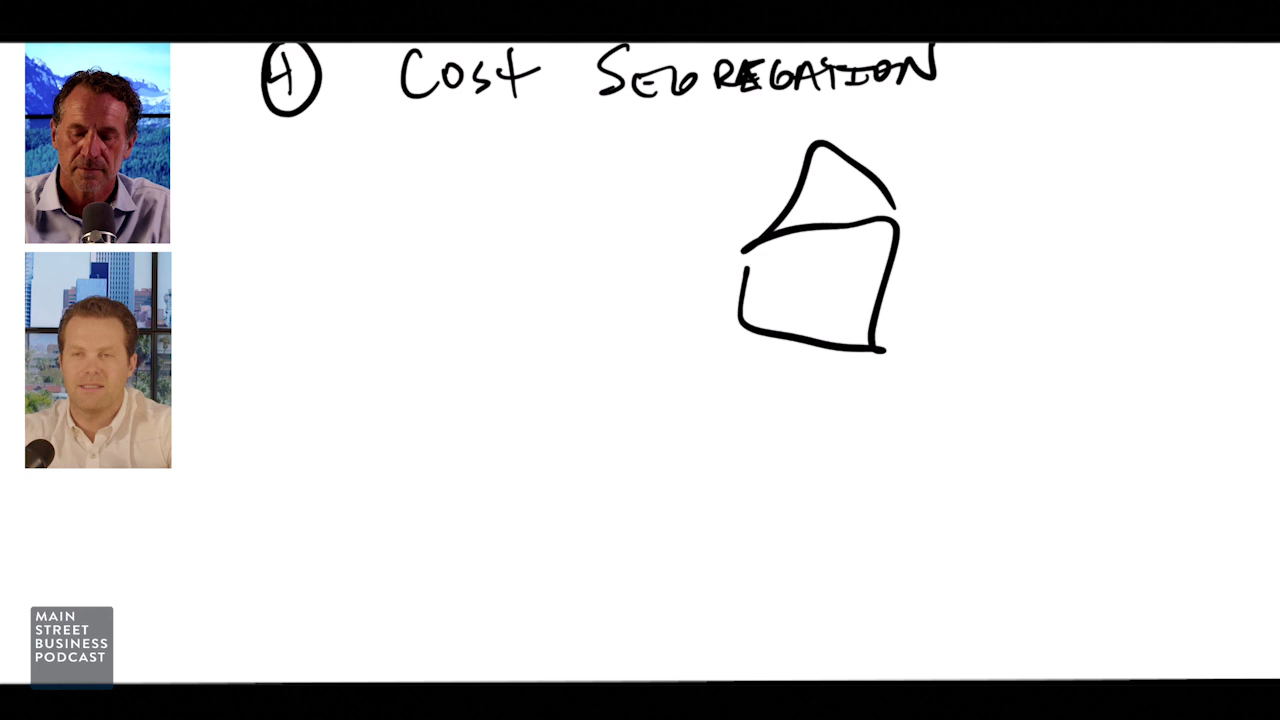 4 COST SEGREGATION
MAIN
STREET
BUSINESS
PODCAST